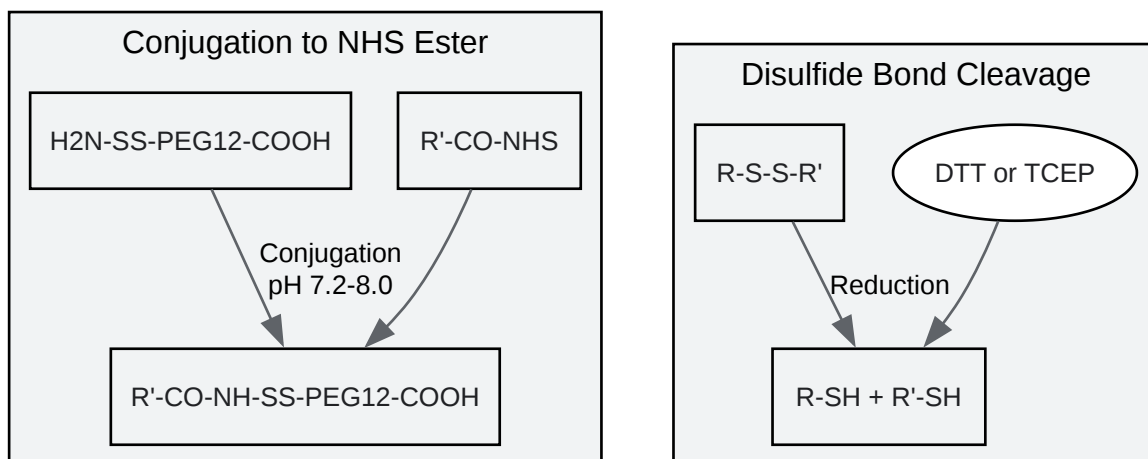 Conjugation to NHS Ester
H2N-SS-PEG12-COOH
R'-CO-NHS
Conjugation
pH 7.2-8.0
R'-CO-NH-SS-PEG12-COOH
Disulfide Bond Cleavage
R-S-S-R'
DTT or TCEP
Reduction
R-SH + R'-SH